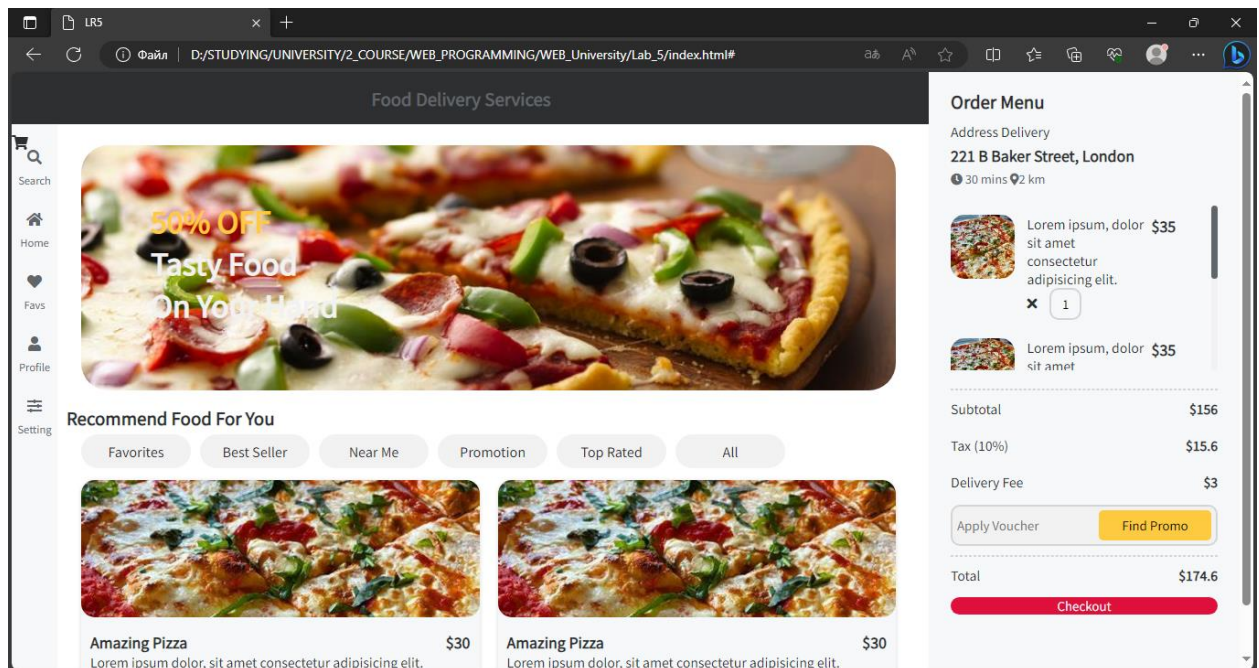 LR5
Файл
D:/STUDYING/UNIVERSITY/2_COURSE/WEB_PROGRAMMING/WEB_University/Lab_5/index.html#
Food Delivery Services
Search
Home
Favs
Profile
Setting
50% OFF
Tasty Food
On Your Hand
Recommend Food For You
Favorites Best Seller Near Me Promotion Top Rated All
Amazing Pizza $30
Lorem ipsum dolor, sit amet consectetur adipisicing elit.
Amazing Pizza $30
Lorem ipsum dolor, sit amet consectetur adipisicing elit.
Order Menu
Address Delivery
221 B Baker Street, London
30 mins 2 km
Lorem ipsum, dolor $35
sit amet
consectetur
adipisicing elit.
1
Lorem ipsum, dolor $35
sit amet
Subtotal $156
Tax (10%) $15.6
Delivery Fee $3
Apply Voucher Find Promo
Total $174.6
Checkout